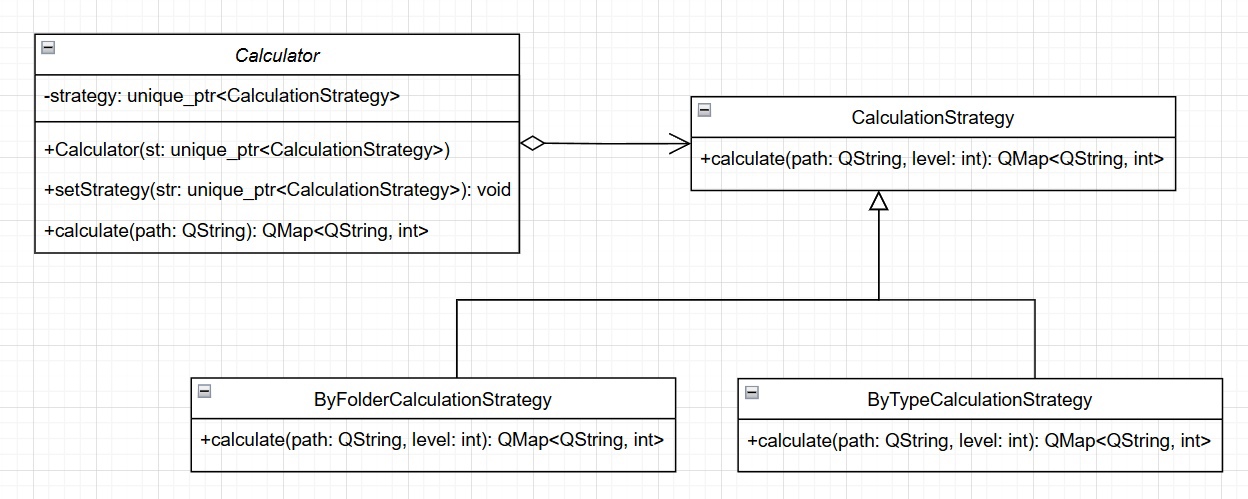 Calculator
-strategy: unique_ptr<CalculationStrategy>
+Calculator(st: unique_ptr<CalculationStrategy>)
+setStrategy(str: unique_ptr<CalculationStrategy>): void
+calculate(path: QString): QMap<QString, int>
CalculationStrategy
+calculate(path: QString, level: int): QMap<QString, int>
ByFolderCalculationStrategy
+calculate(path: QString, level: int): QMap<QString, int>
ByTypeCalculationStrategy
+calculate(path: QString, level: int): QMap<QString, int>